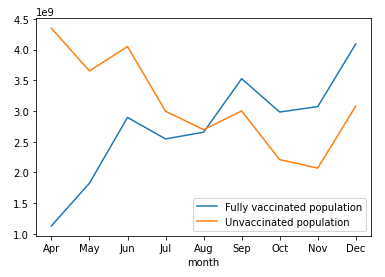 1e9
4.5
4.0
3.5
3.0
2.5
2.0
1.5
1.0
Fully vaccinated population
Unvaccinated population
Apr May Jun Jul Aug Sep Oct Nov Dec
month